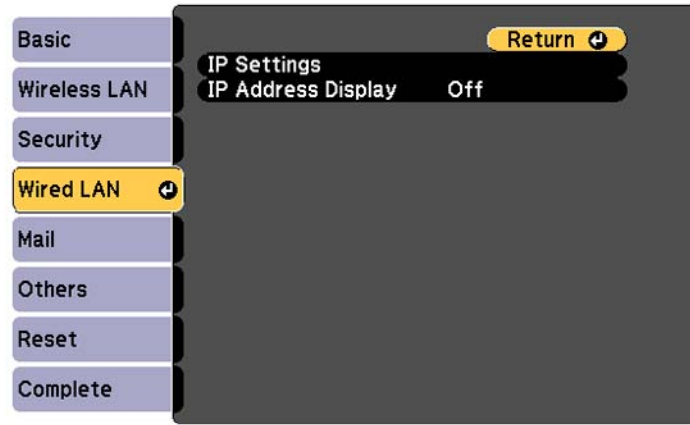 Basic
Wireless LAN
Security
Wired LAN
Mail
Others
Reset
Complete
Return
IP Settings
IP Address Display Off